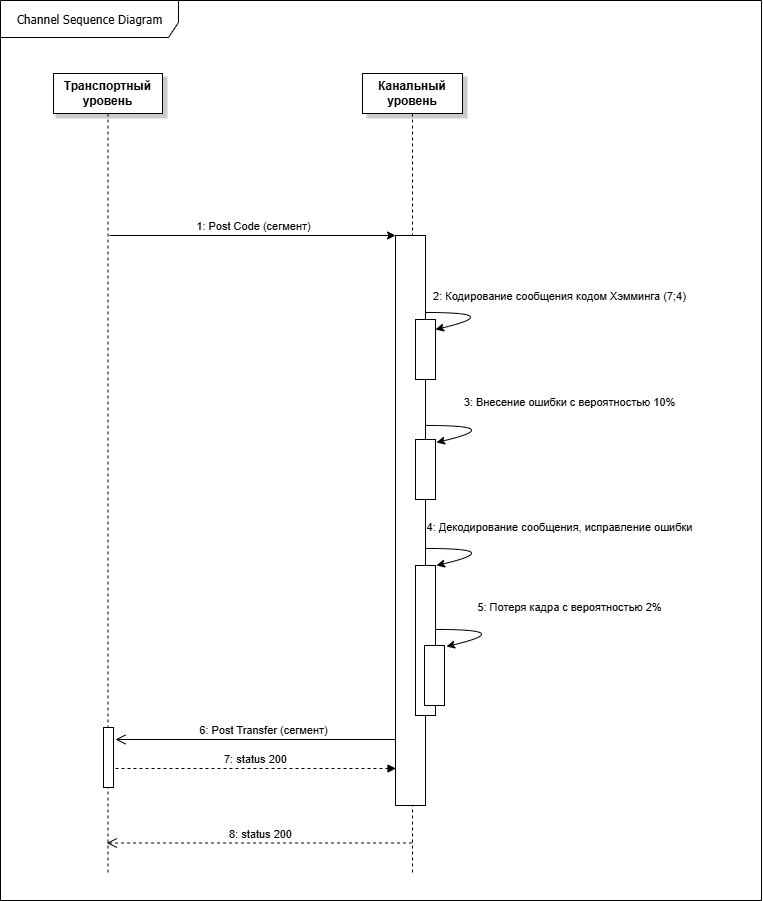 Channel Sequence Diagram
Транспортный
уровень
Канальный
уровень
1: Post Code (сегмент)
2: Кодирование сообщения кодом Хэмминга (7;4)
3: Внесение ошибки с вероятностью 10%
4: Декодирование сообщения, исправление ошибки
5: Потеря кадра с вероятностью 2%
6: Post Transfer (сегмент)
7: status 200
8: status 200